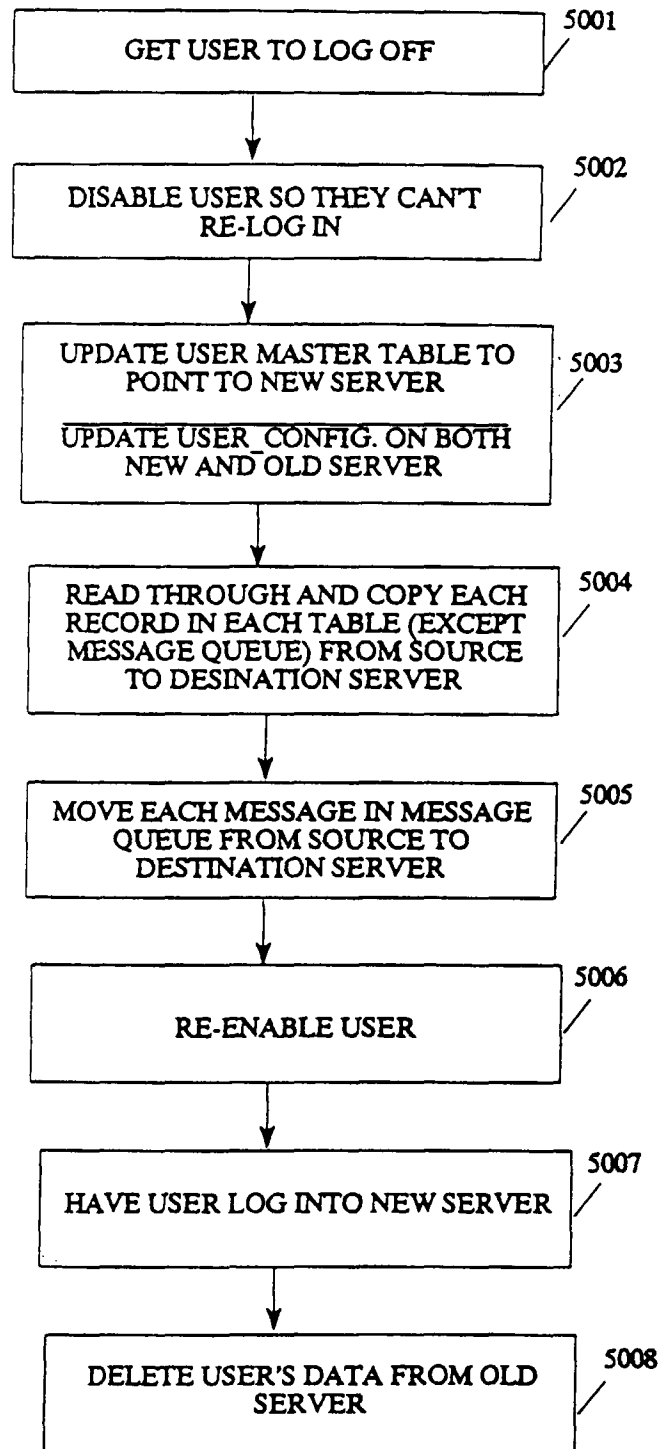 5001
GET USER TO LOG OFF
5002
DISABLE USER SO THEY CAN'T
RE-LOG IN
5003
UPDATE USER MASTER TABLE TO
POINT TO NEW SERVER
UPDATE USER_CONFIG. ON BOTH
NEW AND OLD SERVER
5004
READ THROUGH AND COPY EACH
RECORD IN EACH TABLE (EXCEPT
MESSAGE QUEUE) FROM SOURCE
TO DESINATION SERVER
5005
MOVE EACH MESSAGE IN MESSAGE
QUEUE FROM SOURCE TO
DESTINATION SERVER
5006
RE-ENABLE USER
5007
HAVE USER LOG INTO NEW SERVER
5008
DELETE USER'S DATA FROM OLD
SERVER